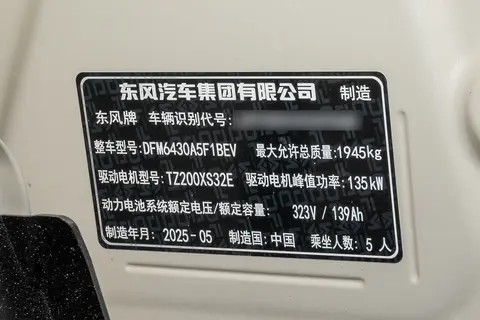 东风汽车集团有限公司 制造
东风牌 车辆识别代号:
整车型号:DFM6430A5F1BEV 最大允许总质量:1945kg
驱动电机型号:TZ200XS32E 驱动电机峰值功率:135kW
动力电池系统额定电压/额定容量: 323V / 139Ah
制造年月: 2025-05 制造国:中国 乘坐人数: 5 人